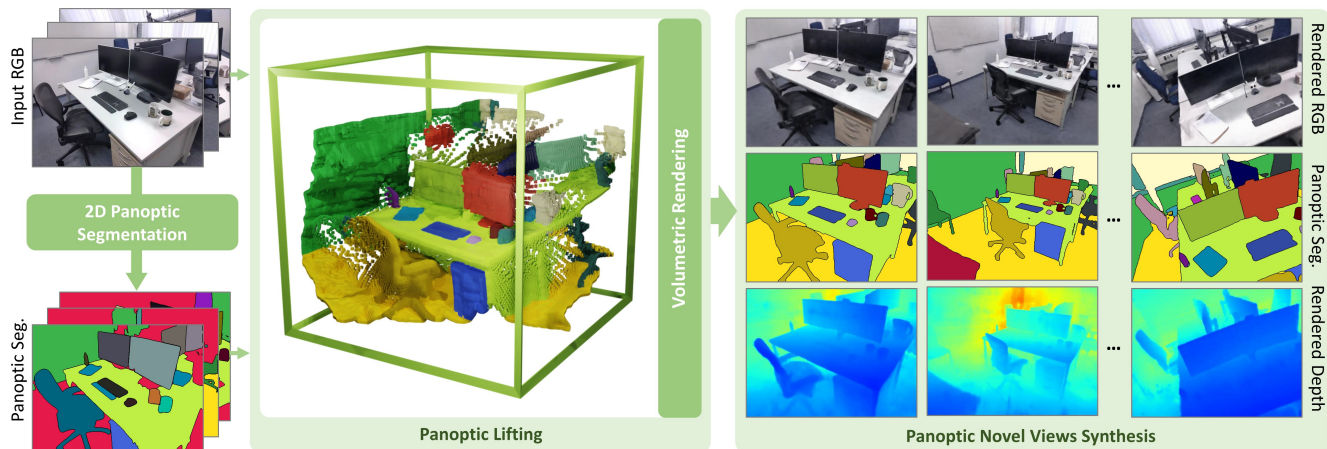 Input RGB
2D Panoptic
Segmentation
Panoptic Seg.
Volumetric Rendering
Panoptic Lifting
Rendered RGB
...
Panoptic Seg.
...
Rendered Depth
...
Panoptic Novel Views Synthesis